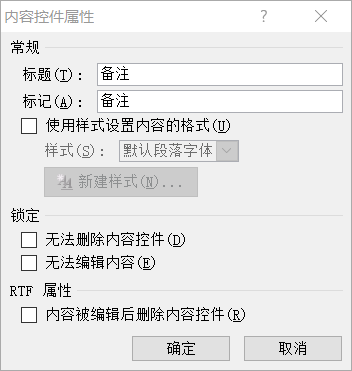 内容控件属性
?
常规
标题(T): 备注
标记(A): 备注
使用样式设置内容的格式(U)
样式(S): 默认段落字体
新建样式(N)...
锁定
无法删除内容控件(D)
无法编辑内容(E)
RTF 属性
内容被编辑后删除内容控件(R)
确定 取消